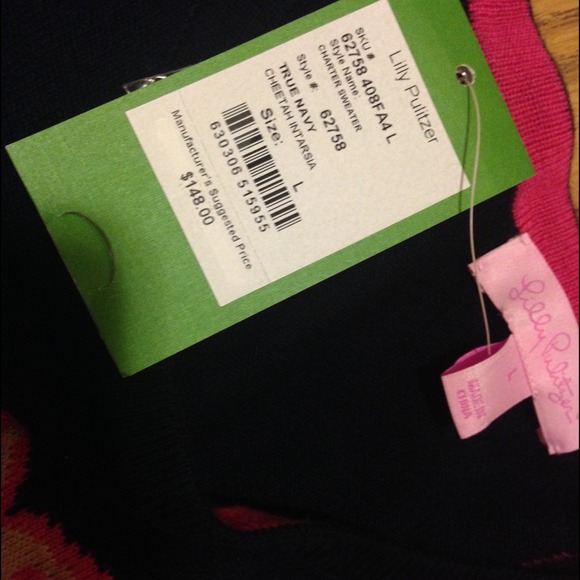 Lilly Pulitzer
SKU #
62758 408FA4 L
Style Name:
CHARTER SWEATER
Style #: 62758
TRUE NAVY
CHEETAH INTARSIA
Size: L
630306 515955
Manufacturer's Suggested Price
$148.00
Lilly Pulitzer
L
MADE IN
CHINA